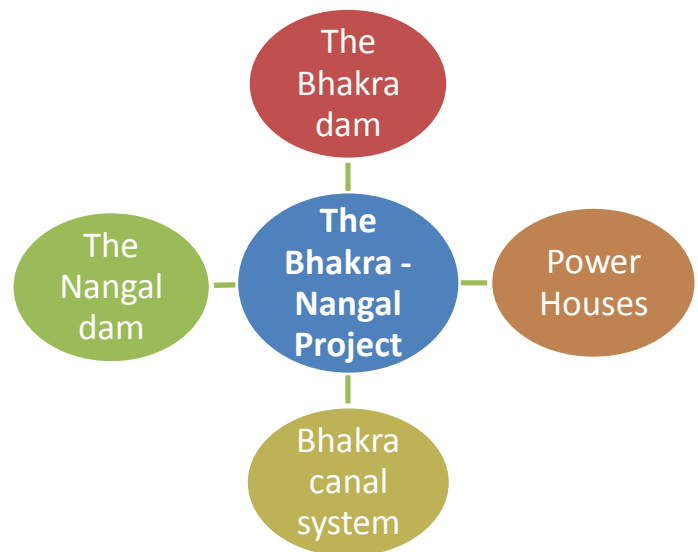 The
Bhakra
dam
The
Nangal
dam
The
Bhakra -
Nangal
Project
Power
Houses
Bhakra
canal
system